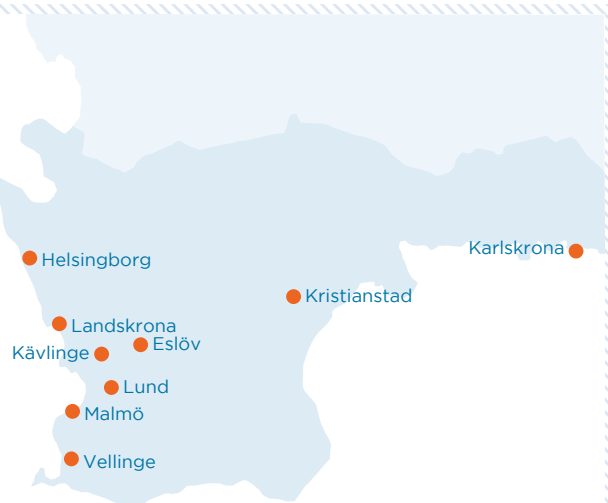 Karlskrona
Helsingborg
Kristianstad
Landskrona
Eslöv
Kävlinge
Lund
Malmö
Vellinge